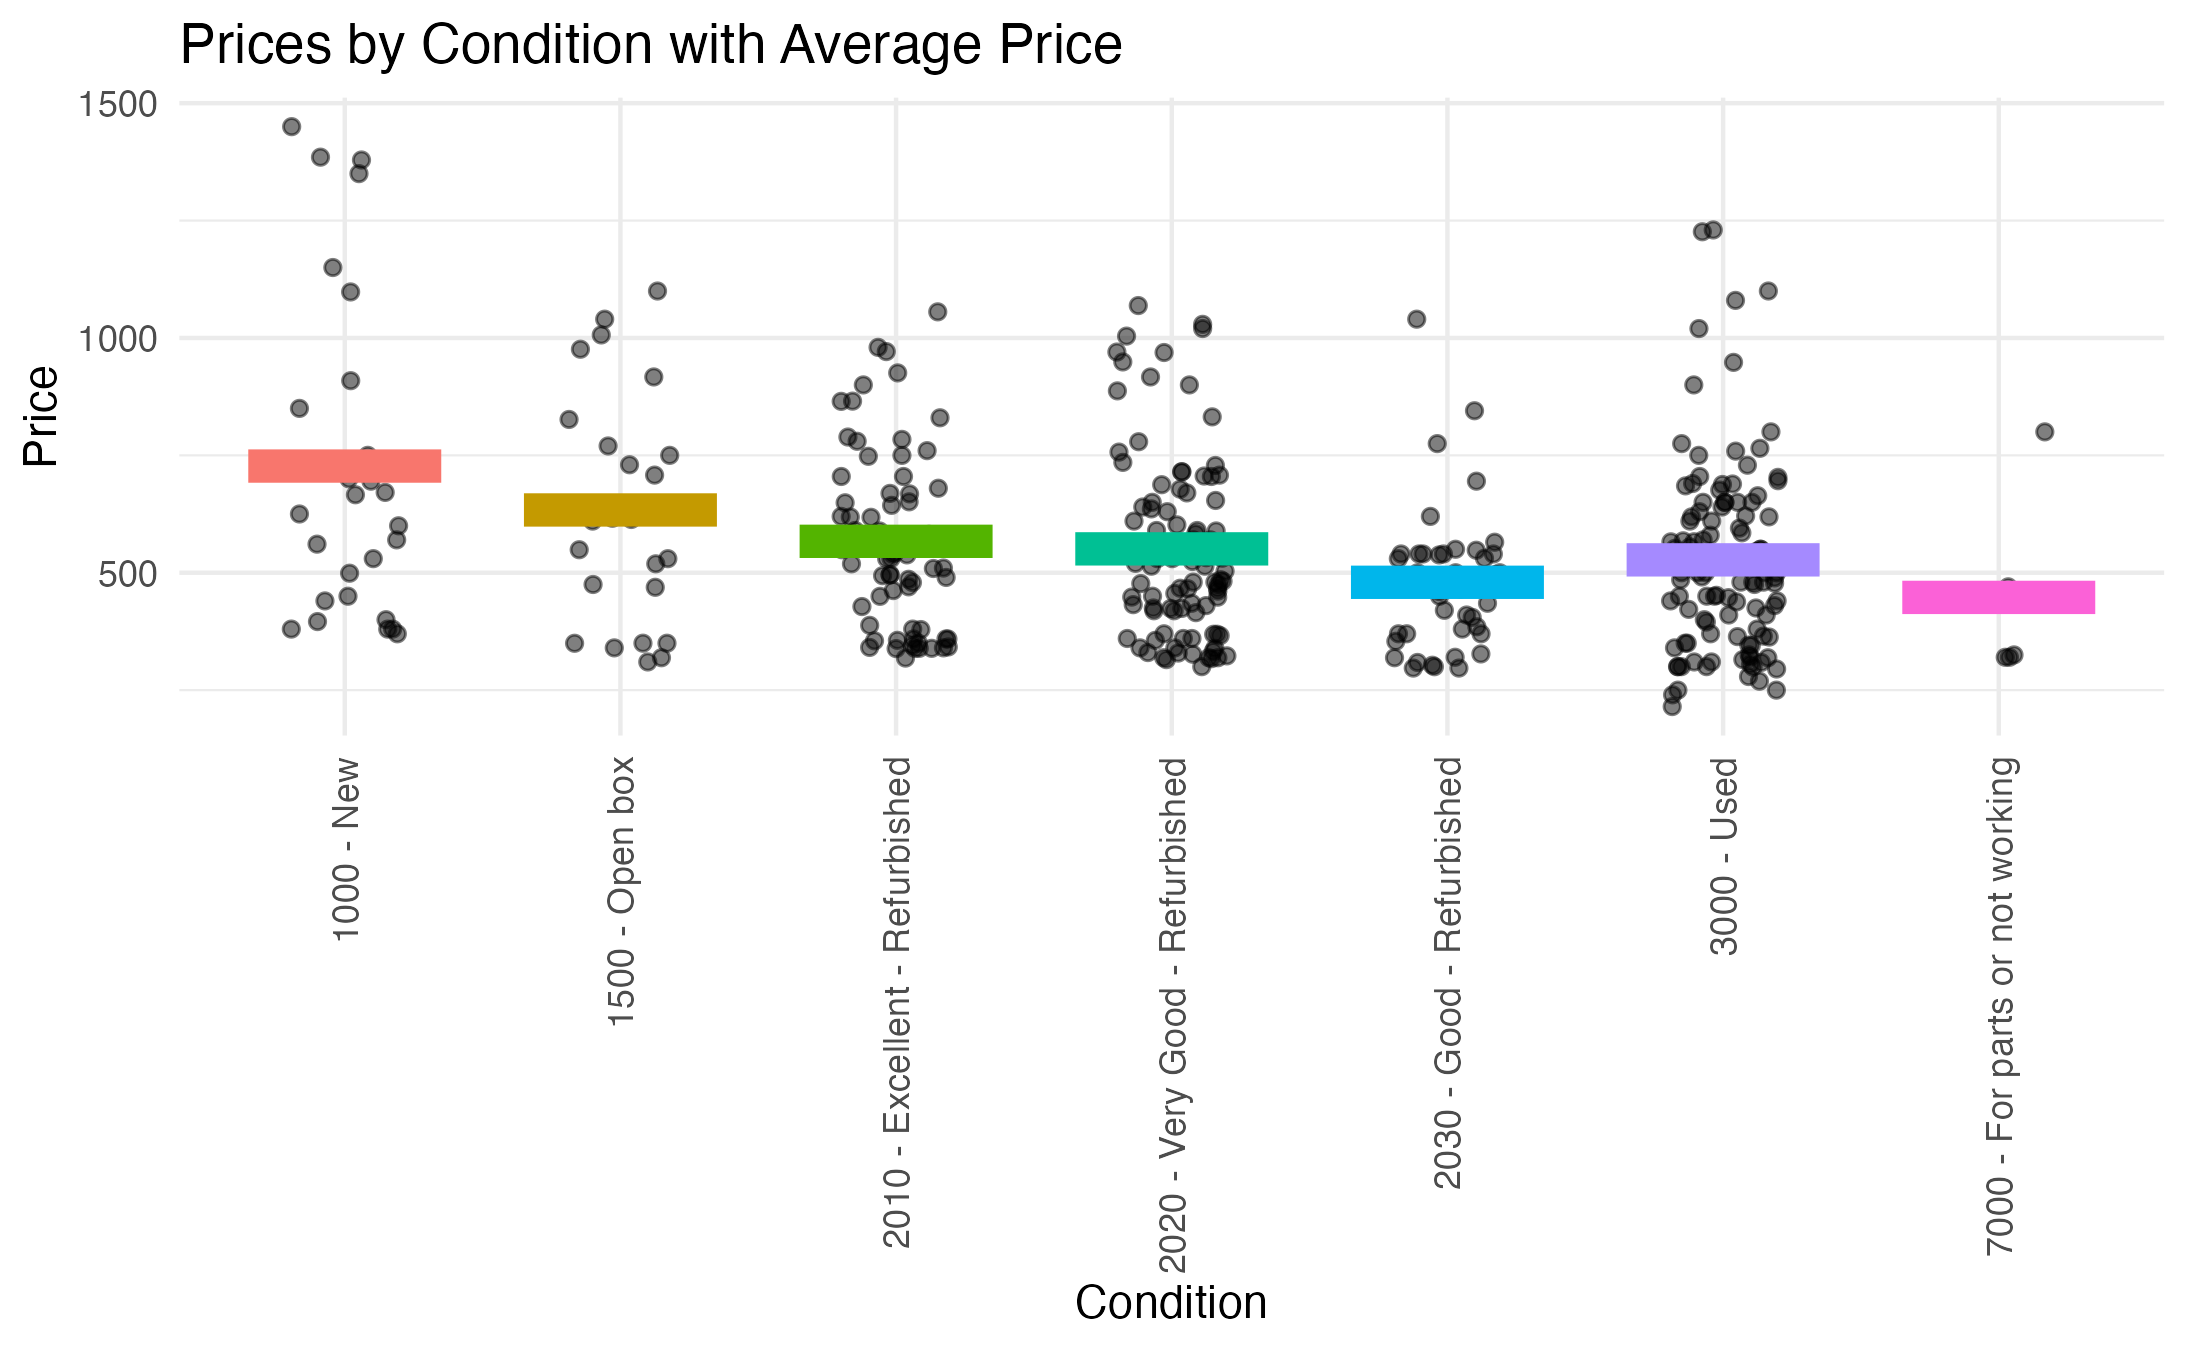 Prices by Condition with Average Price
Price
1500
1000
500
1000 - New
1500 - Open box
2010 - Excellent - Refurbished
2020 - Very Good - Refurbished
2030 - Good - Refurbished
3000 - Used
7000 - For parts or not working
Condition